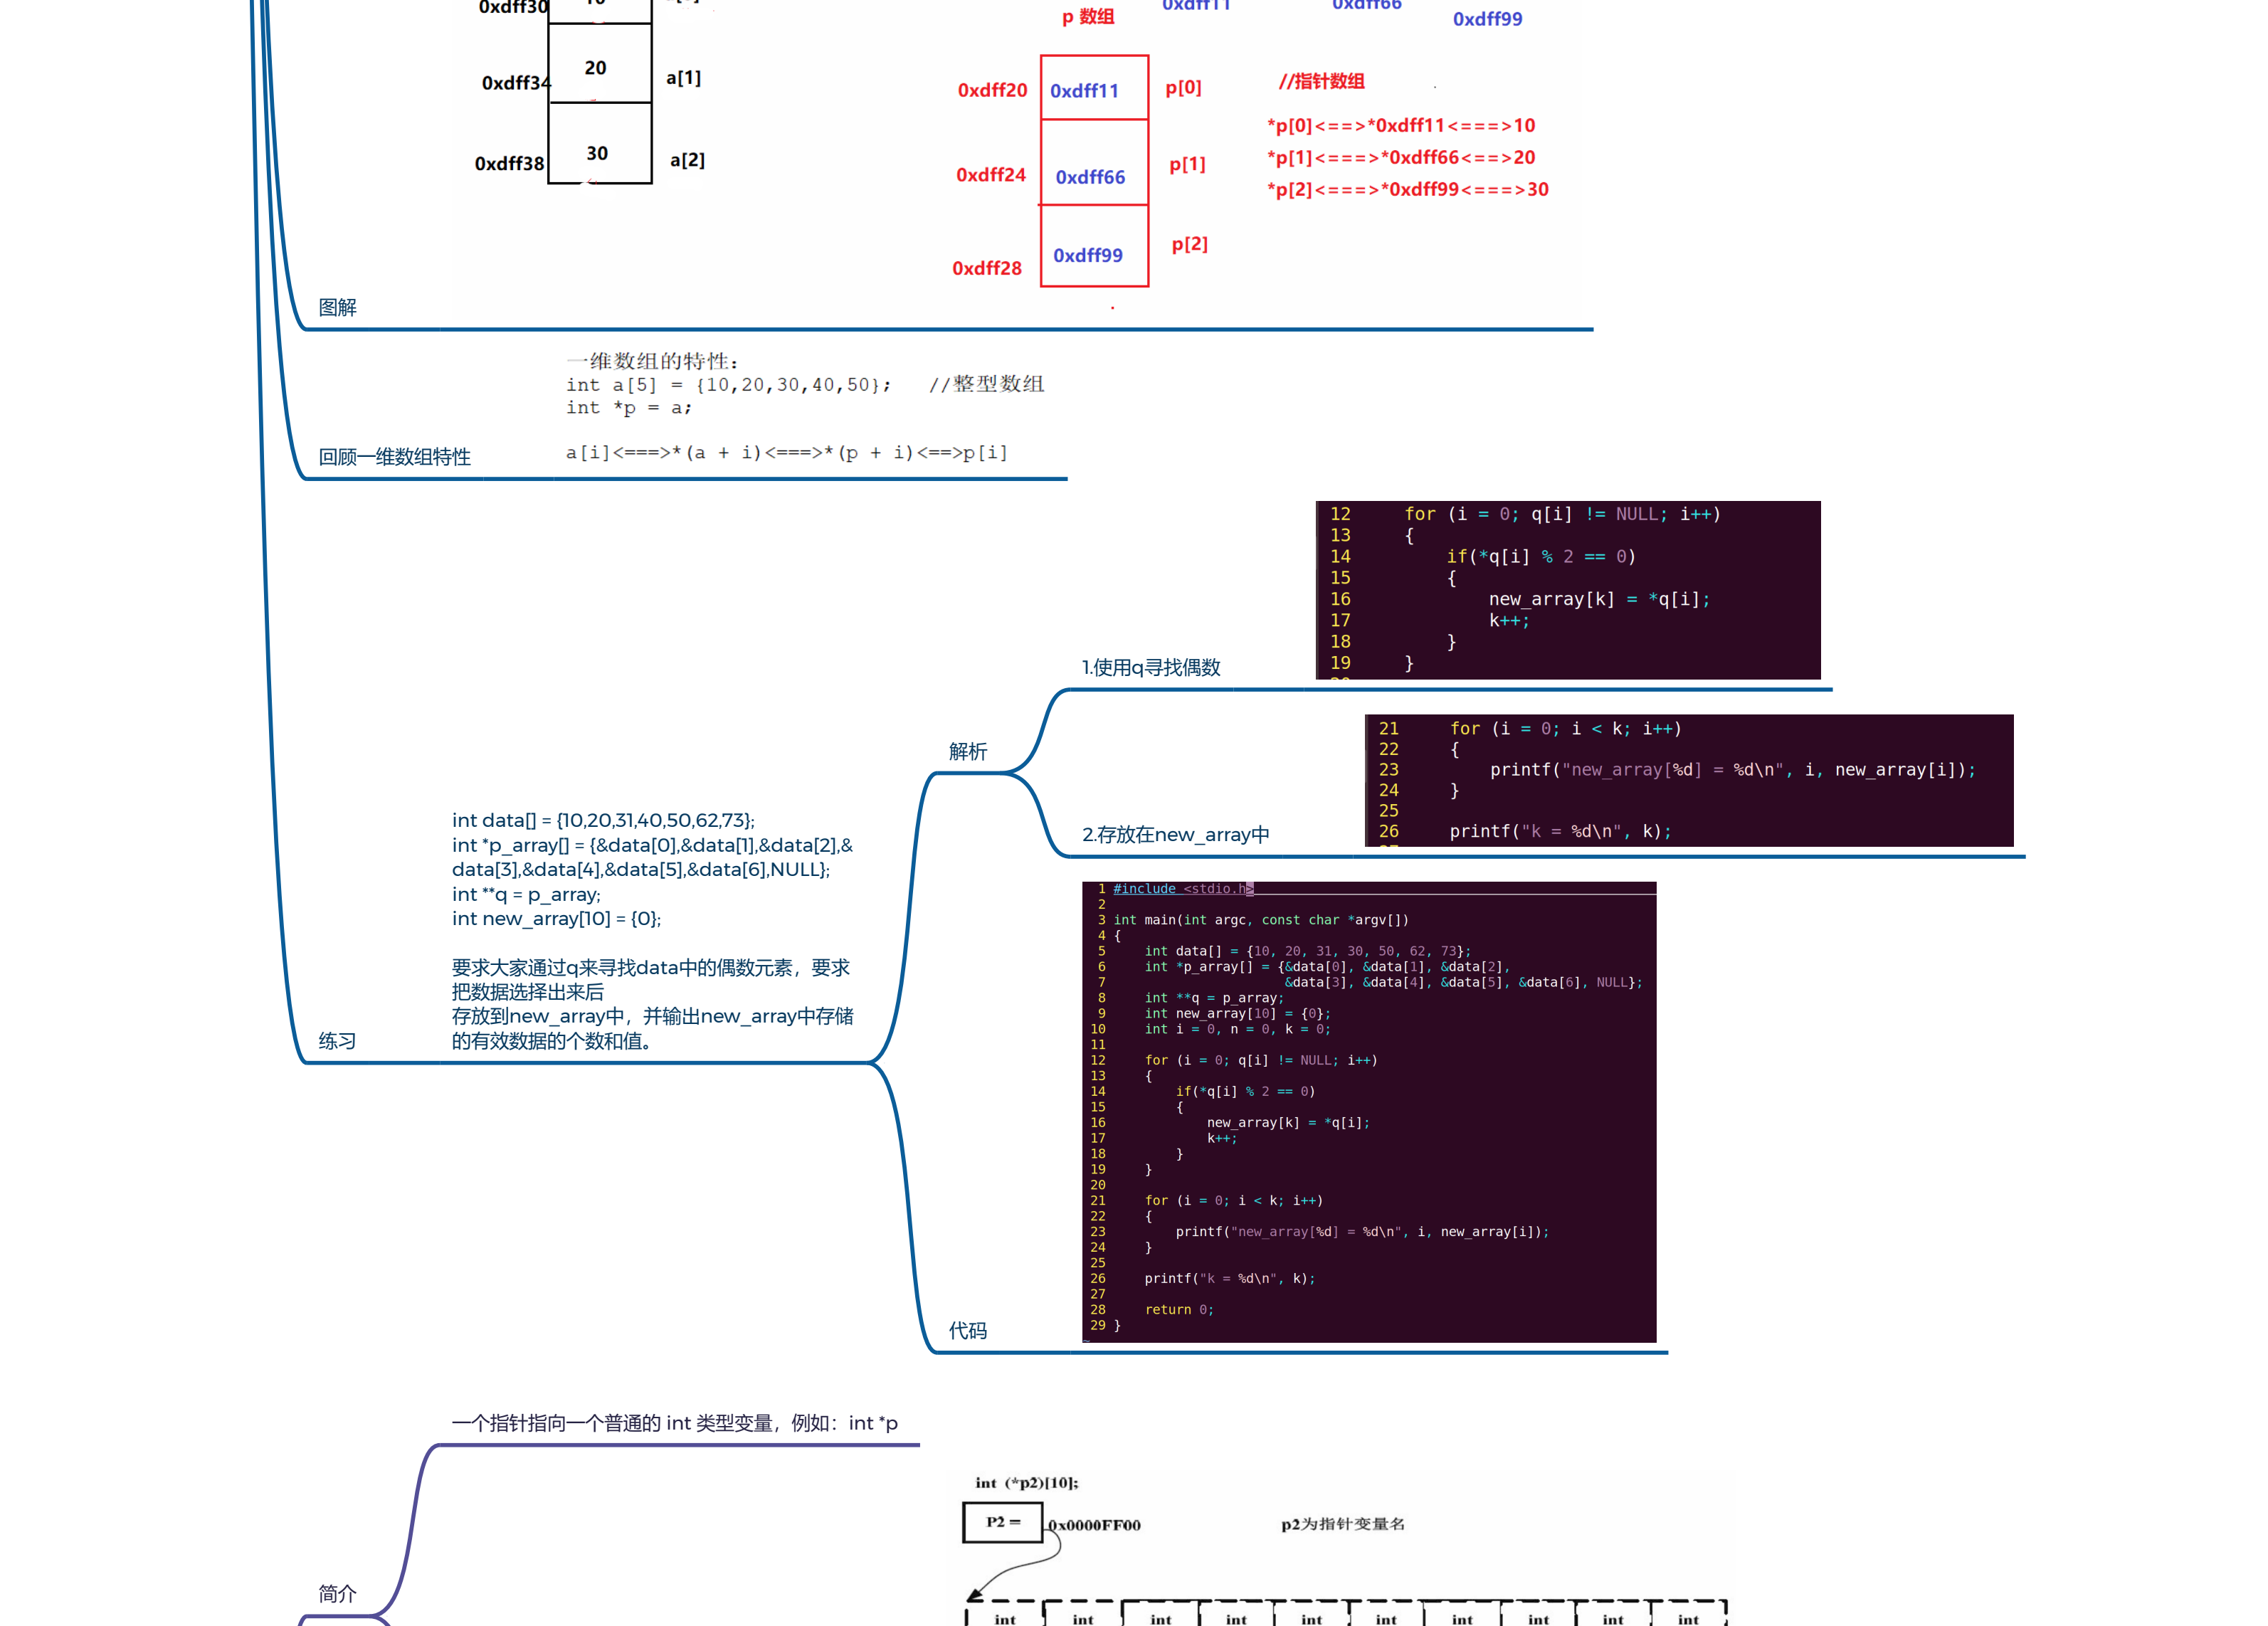 0xdff30
20
0xdff34
a[1]
30
0xdff38
a[2]
p 数组
0xdff11
0xdff66
0xdff99
0xdff20
0xdff11
p[0]
0xdff24
0xdff66
p[1]
0xdff28
0xdff99
p[2]
//指针数组
*p[0]<==>*0xdff11<===>10
*p[1]<===>*0xdff66<==>20
*p[2]<===>*0xdff99<===>30
图解
一维数组的特性：
int a[5] = {10,20,30,40,50};   //整型数组
int *p = a;
a[i]<===>*(a + i)<===>*(p + i)<==>p[i]
回顾一维数组特性
12     for (i = 0; q[i] != NULL; i++)
13     {
14         if(*q[i] % 2 == 0)
15         {
16             new_array[k] = *q[i];
17             k++;
18         }
19     }
1.使用q寻找偶数
21     for (i = 0; i < k; i++)
22     {
23         printf("new_array[%d] = %d\n", i, new_array[i]);
24     }
25
26     printf("k = %d\n", k);
2.存放在new_array中
解析
int data[] = {10,20,31,40,50,62,73};
int *p_array[] = {&data[0],&data[1],&data[2],&
data[3],&data[4],&data[5],&data[6],NULL};
int **q = p_array;
int new_array[10] = {0};
要求大家通过q来寻找data中的偶数元素，要求
把数据选择出来后
存放到new_array中，并输出new_array中存储
的有效数据的个数和值。
练习
1 #include <stdio.h>
2
3 int main(int argc, const char *argv[])
4 {
5     int data[] = {10, 20, 31, 30, 50, 62, 73};
6     int *p_array[] = {&data[0], &data[1], &data[2],
7                       &data[3], &data[4], &data[5], &data[6], NULL};
8     int **q = p_array;
9     int new_array[10] = {0};
10     int i = 0, n = 0, k = 0;
11
12     for (i = 0; q[i] != NULL; i++)
13     {
14         if(*q[i] % 2 == 0)
15         {
16             new_array[k] = *q[i];
17             k++;
18         }
19     }
20
21     for (i = 0; i < k; i++)
22     {
23         printf("new_array[%d] = %d\n", i, new_array[i]);
24     }
25
26     printf("k = %d\n", k);
27
28     return 0;
29 }
代码
一个指针指向一个普通的 int 类型变量，例如：int *p
int (*p2)[10];
P2 =
0x0000FF00
p2为指针变量名
int int int int int int int int int int
简介